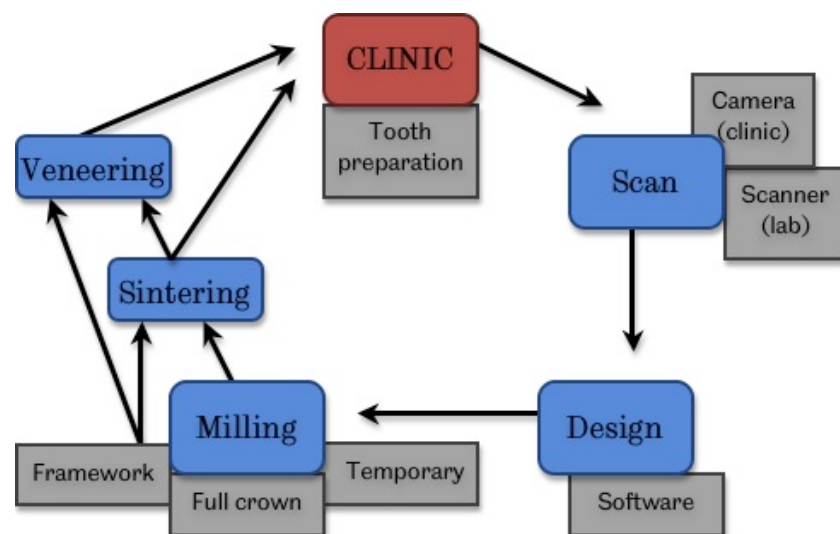 CLINIC
Tooth
preparation
Camera
(clinic)
Scan
Scanner
(lab)
Veneering
Sintering
Milling
Design
Framework
Full crown
Temporary
Software